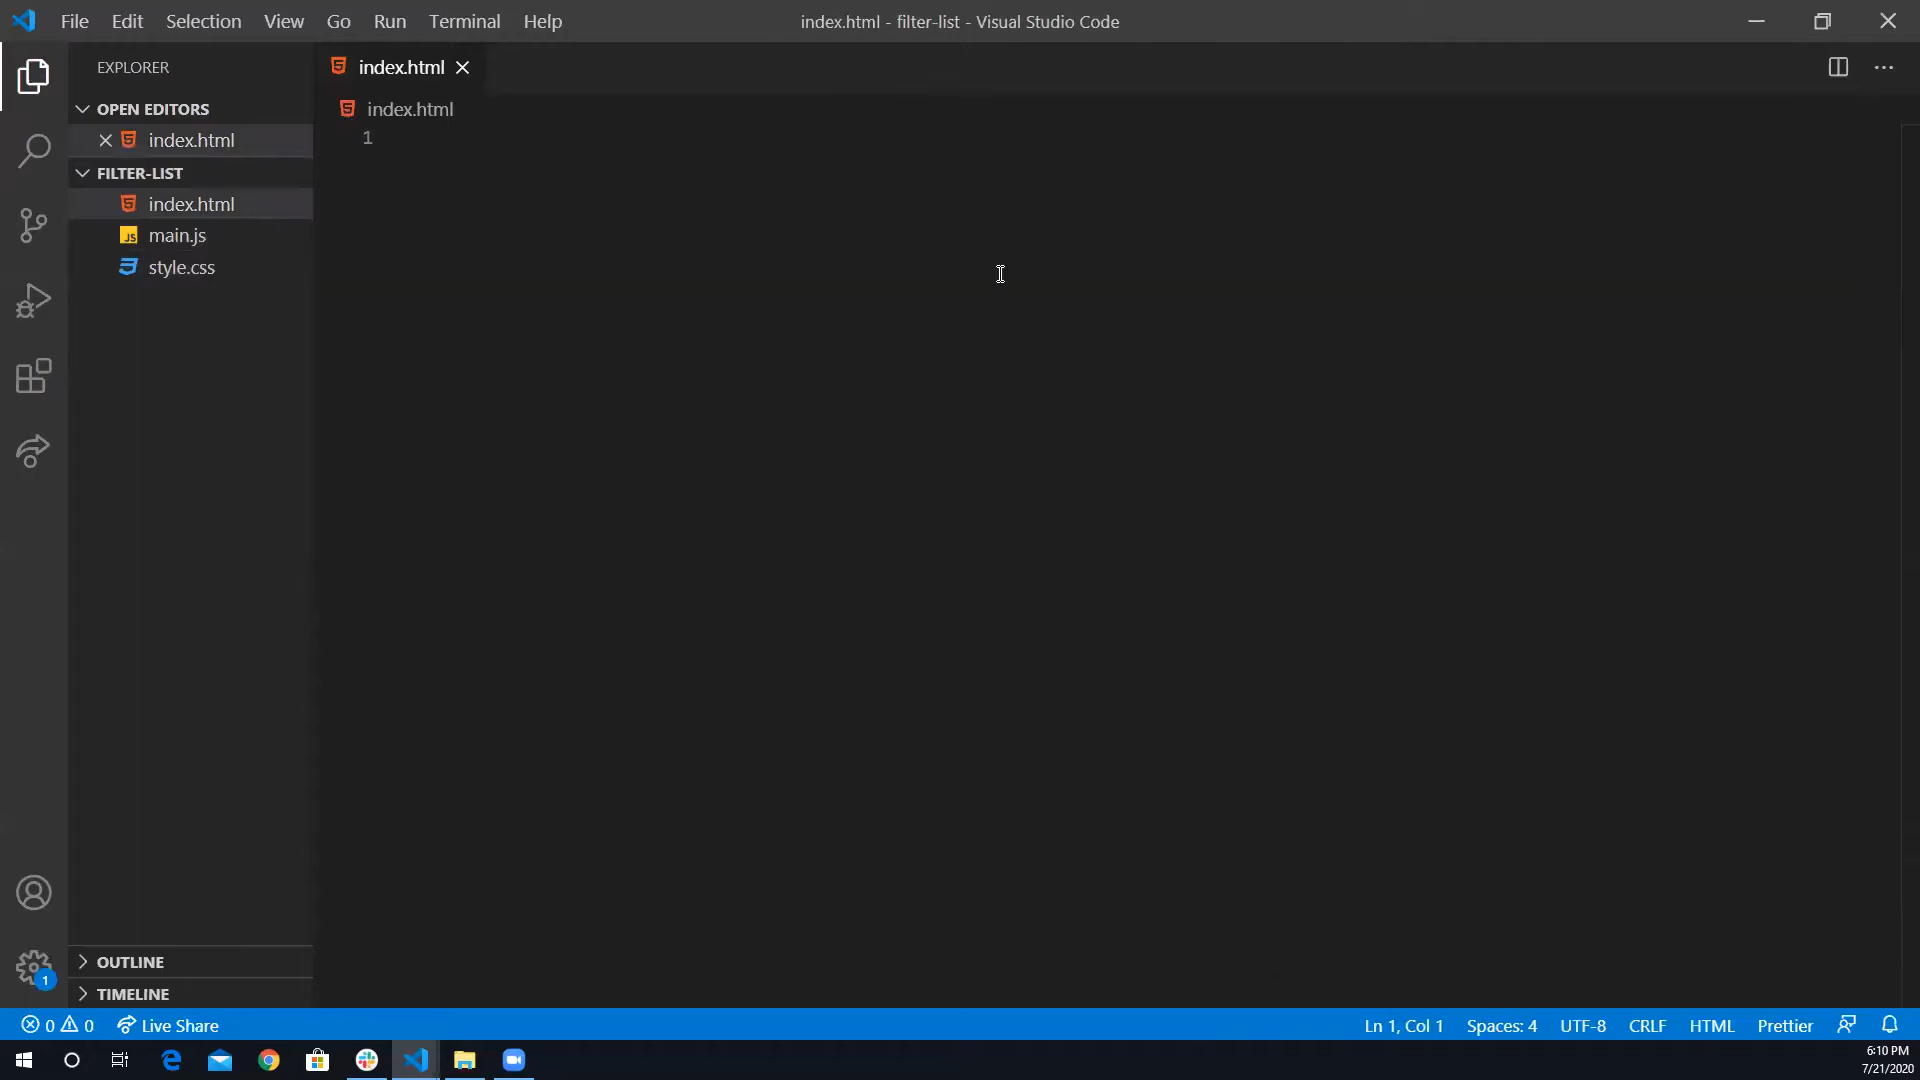 File Edit Selection View Go Run Terminal Help
index.html - filter-list - Visual Studio Code
EXPLORER
index.html
OPEN EDITORS
index.html
FILTER-LIST
index.html
JS main.js
style.css
index.html
1
OUTLINE
TIMELINE
1
0 0 Live Share
Ln 1, Col 1 Spaces: 4 UTF-8 CRLF HTML Prettier
6:10 PM
7/21/2020